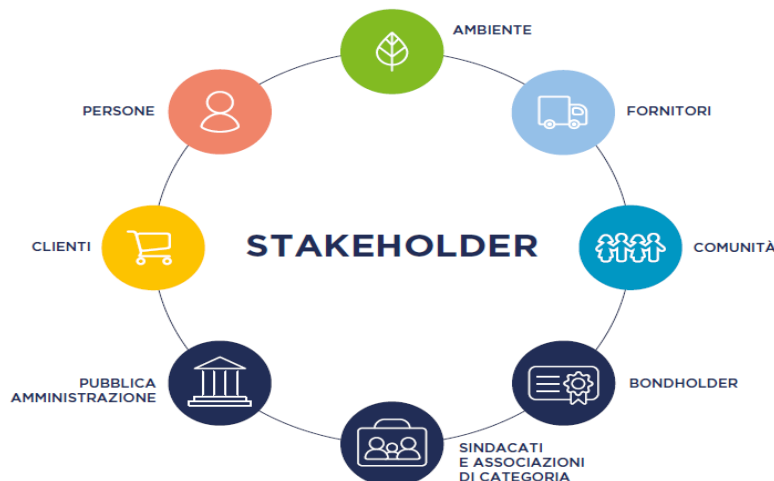 AMBIENTE
PERSONE
FORNITORI
CLIENTI
STAKEHOLDER
COMUNITÀ
PUBBLICA
AMMINISTRAZIONE
BONDHOLDER
SINDACATI
E ASSOCIAZIONI
DI CATEGORIA